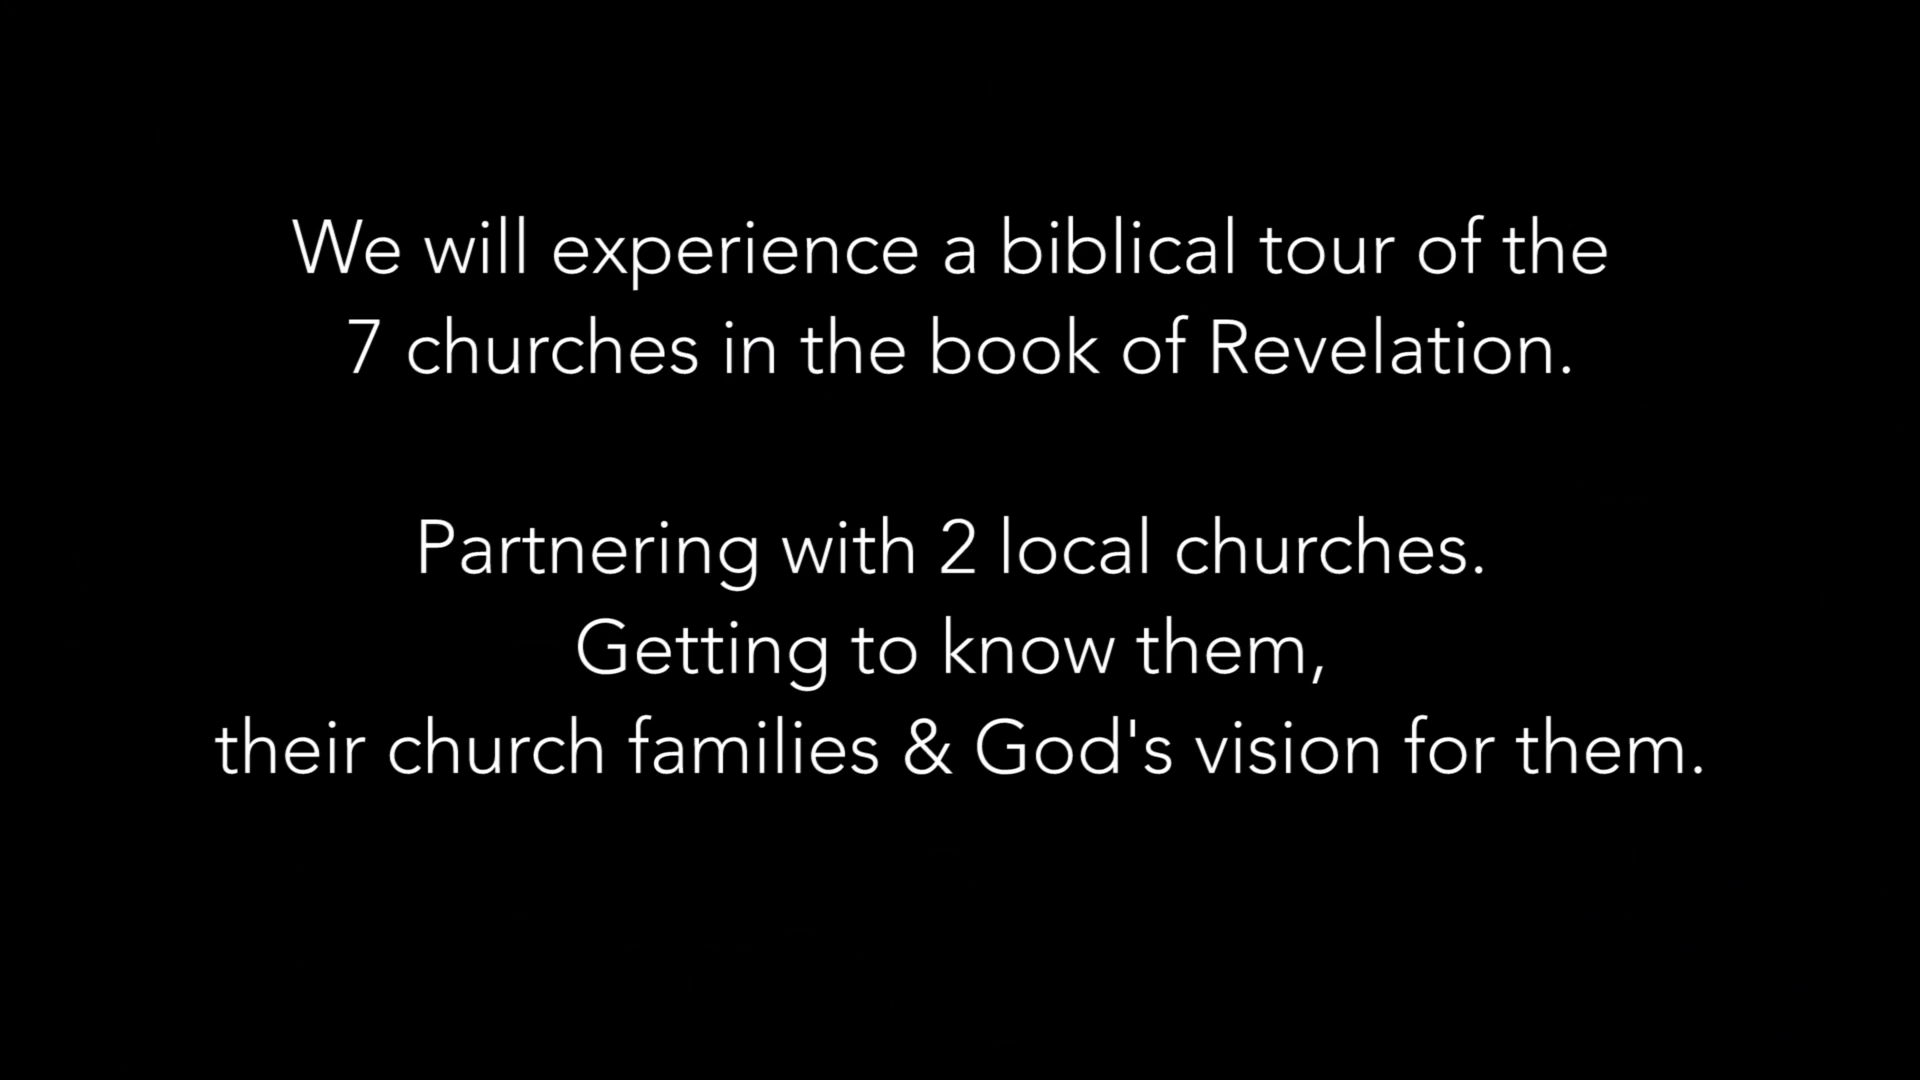 We will experience a biblical tour of the
7 churches in the book of Revelation.
Partnering with 2 local churches.
Getting to know them,
their church families & God's vision for them.